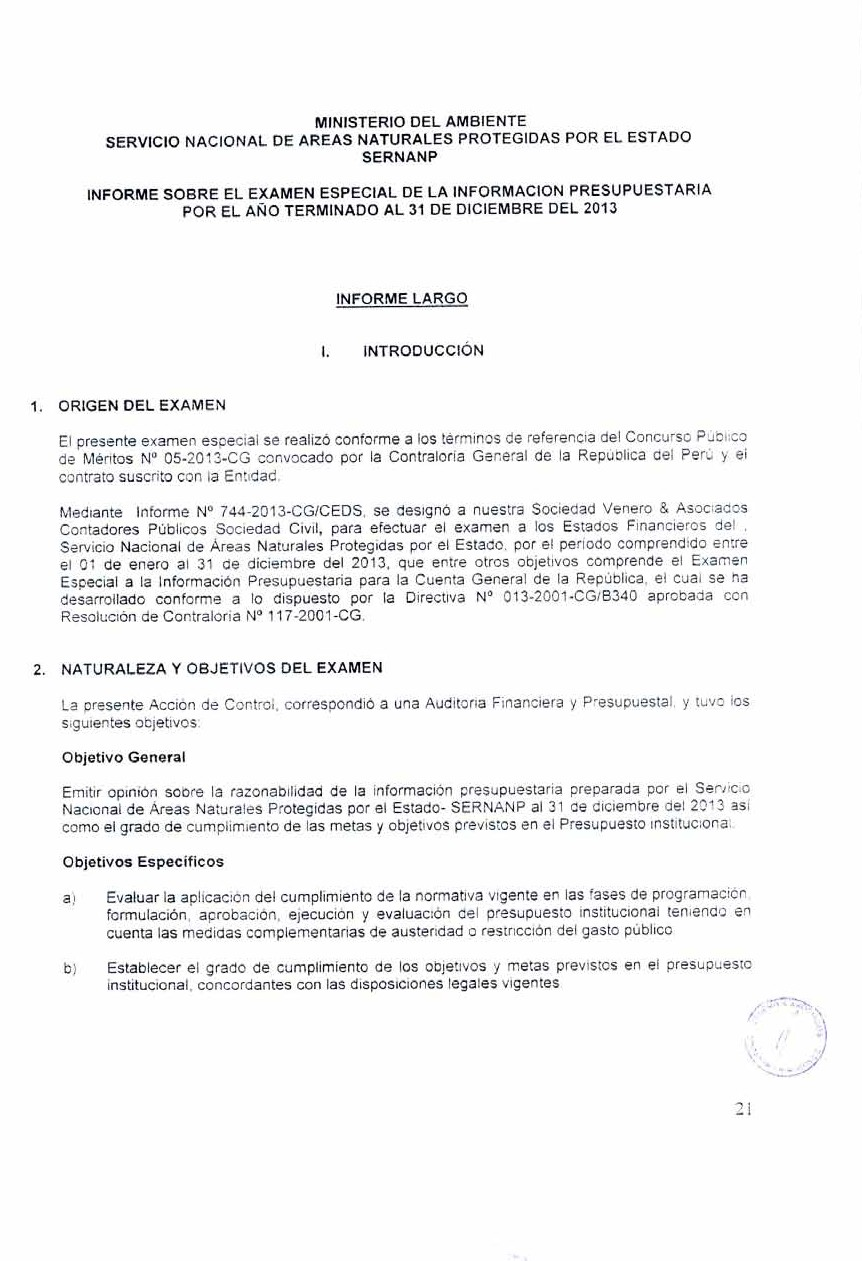 MINISTERIO DEL AMBIENTE
SERVICIO NACIONAL DE AREAS NATURALES PROTEGIDAS POR EL ESTADO
SERNANP
INFORME SOBRE EL EXAMEN ESPECIAL DE LA INFORMACION PRESUPUESTARIA
POR EL AÑO TERMINADO AL 31 DE DICIEMBRE DEL 2013
INFORME LARGO
I. INTRODUCCIÓN
1. ORIGEN DEL EXAMEN
El presente examen especial se realizó conforme a los términos de referencia del Concurso Público
de Méritos Nº 05-2013-CG convocado por la Contraloría General de la República del Perú y el
contrato suscrito con la Entidad.
Mediante Informe Nº 744-2013-CG/CEDS, se designó a nuestra Sociedad Venero & Asociados
Contadores Públicos Sociedad Civil, para efectuar el examen a los Estados Financieros del ,
Servicio Nacional de Áreas Naturales Protegidas por el Estado, por el período comprendido entre
el 01 de enero al 31 de diciembre del 2013, que entre otros objetivos comprende el Examen
Especial a la Información Presupuestaria para la Cuenta General de la República, el cual se ha
desarrollado conforme a lo dispuesto por la Directiva Nº 013-2001-CG/B340 aprobada con
Resolución de Contraloría Nº 117-2001-CG.
2. NATURALEZA Y OBJETIVOS DEL EXAMEN
La presente Acción de Control, correspondió a una Auditoría Financiera y Presupuestal, y tuvo los
siguientes objetivos:
Objetivo General
Emitir opinión sobre la razonabilidad de la información presupuestaria preparada por el Servicio
Nacional de Áreas Naturales Protegidas por el Estado- SERNANP al 31 de diciembre del 2013 así
como el grado de cumplimiento de las metas y objetivos previstos en el Presupuesto institucional.
Objetivos Específicos
a) Evaluar la aplicación del cumplimiento de la normativa vigente en las fases de programación,
formulación, aprobación, ejecución y evaluación del presupuesto institucional teniendo en
cuenta las medidas complementarias de austeridad o restricción del gasto público
b) Establecer el grado de cumplimiento de los objetivos y metas previstos en el presupuesto
institucional, concordantes con las disposiciones legales vigentes
21